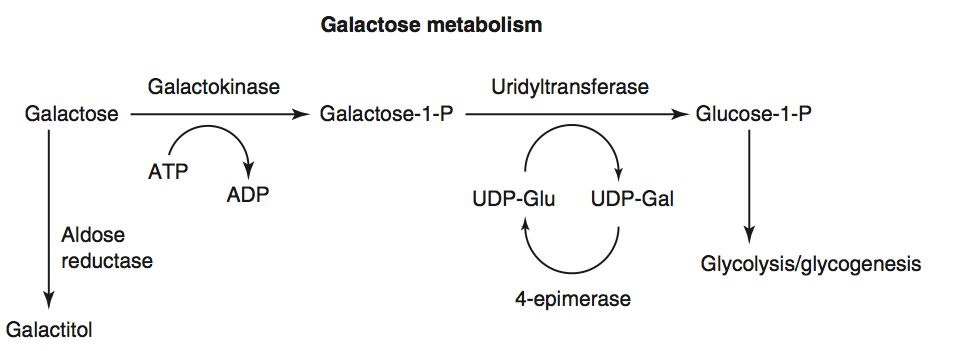 Galactose metabolism
Galactokinase
Uridyltransferase
Galactose
Galactose-1-P
Glucose-1-P
ATP
ADP
UDP-Glu
UDP-Gal
Aldose
reductase
Glycolysis/glycogenesis
4-epimerase
Galactitol